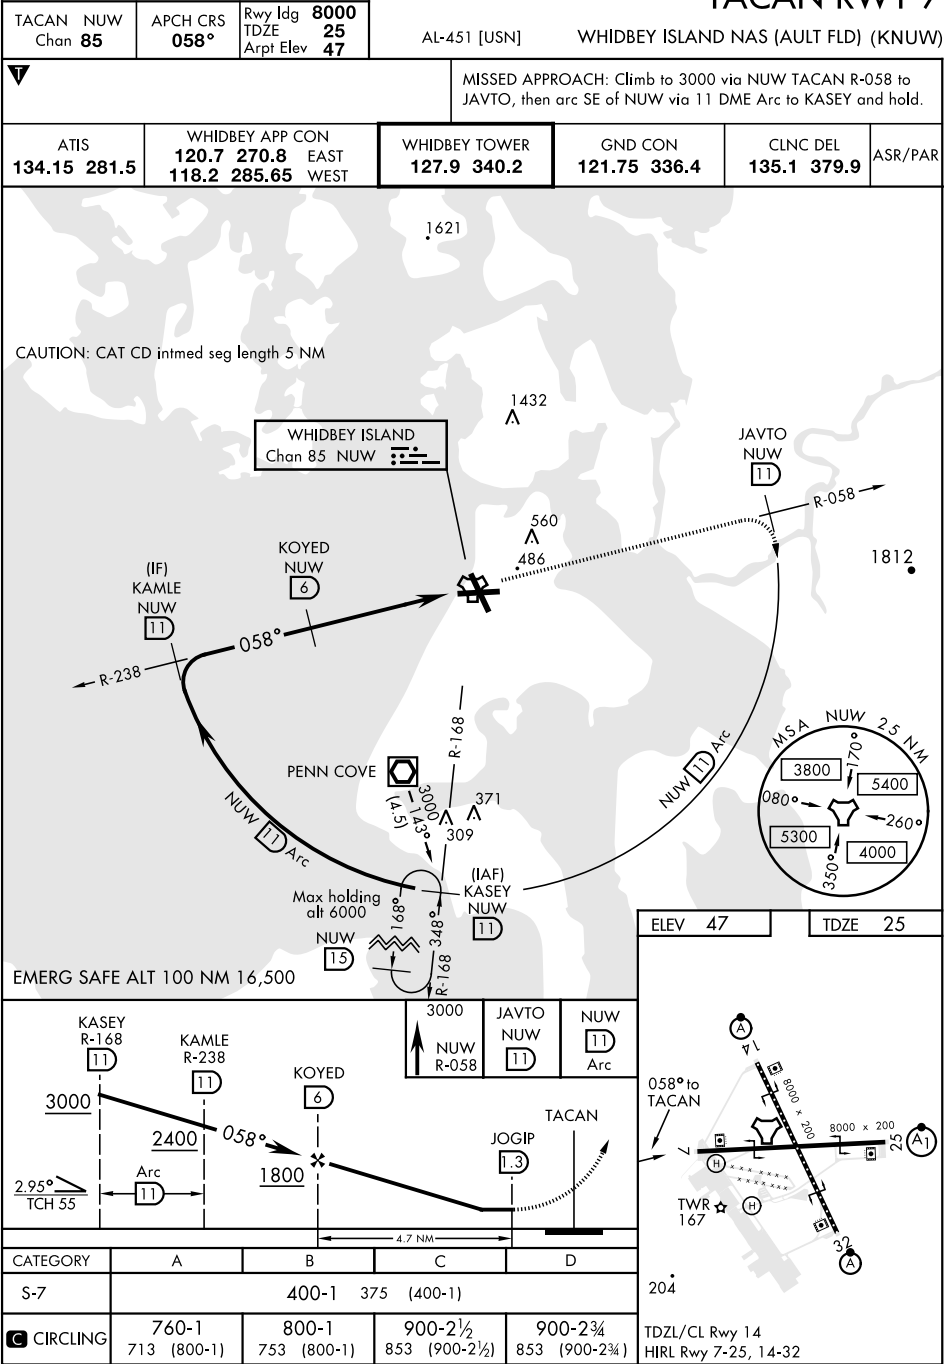 TACAN RWY 7
TACAN NUW
Chan 85
APCH CRS
058°
Rwy ldg 8000
TDZE 25
Arpt Elev 47
AL-451 [USN]
WHIDBEY ISLAND NAS (AULT FLD) (KNUW)
T
MISSED APPROACH: Climb to 3000 via NUW TACAN R-058 to
JAVTO, then arc SE of NUW via 11 DME Arc to KASEY and hold.
ATIS
134.15 281.5
WHIDBEY APP CON
120.7 270.8 EAST
118.2 285.65 WEST
WHIDBEY TOWER
127.9 340.2
GND CON
121.75 336.4
CLNC DEL
135.1 379.9
ASR/PAR
1621
CAUTION: CAT CD intmed seg length 5 NM
1432
WHIDBEY ISLAND
Chan 85 NUW
JAVTO
NUW
11
R-058
560
486
1812
KOYED
NUW
6
(IF)
KAMLE
NUW
11
058°
R-238
R-168
PENN COVE
3000
143°
(4.5)
371
309
NUW 11 Arc
NUW 11 Arc
MSA NUW 25 NM
3800
170°
5400
080°
260°
5300
350°
4000
(IAF)
KASEY
NUW
11
Max holding
alt 6000
168°
348°
NUW
15
R-168
EMERG SAFE ALT 100 NM 16,500
ELEV 47
TDZE 25
3000
NUW
R-058
JAVTO
NUW
11
NUW
11
Arc
KASEY
R-168
11
KAMLE
R-238
11
KOYED
6
TACAN
JOGIP
1.3
3000
2400
058°
1800
2.95°
TCH 55
Arc
11
4.7 NM
A
14
058° to
TACAN
8000 x 200
8000 x 200
7
25
A1
H
H
TWR
167
32
A
204
TDZL/CL Rwy 14
HIRL Rwy 7-25, 14-32
CATEGORY A B C D
S-7 400-1 375 (400-1)
C CIRCLING
760-1
713 (800-1)
800-1
753 (800-1)
900-2½
853 (900-2½)
900-2¾
853 (900-2¾)